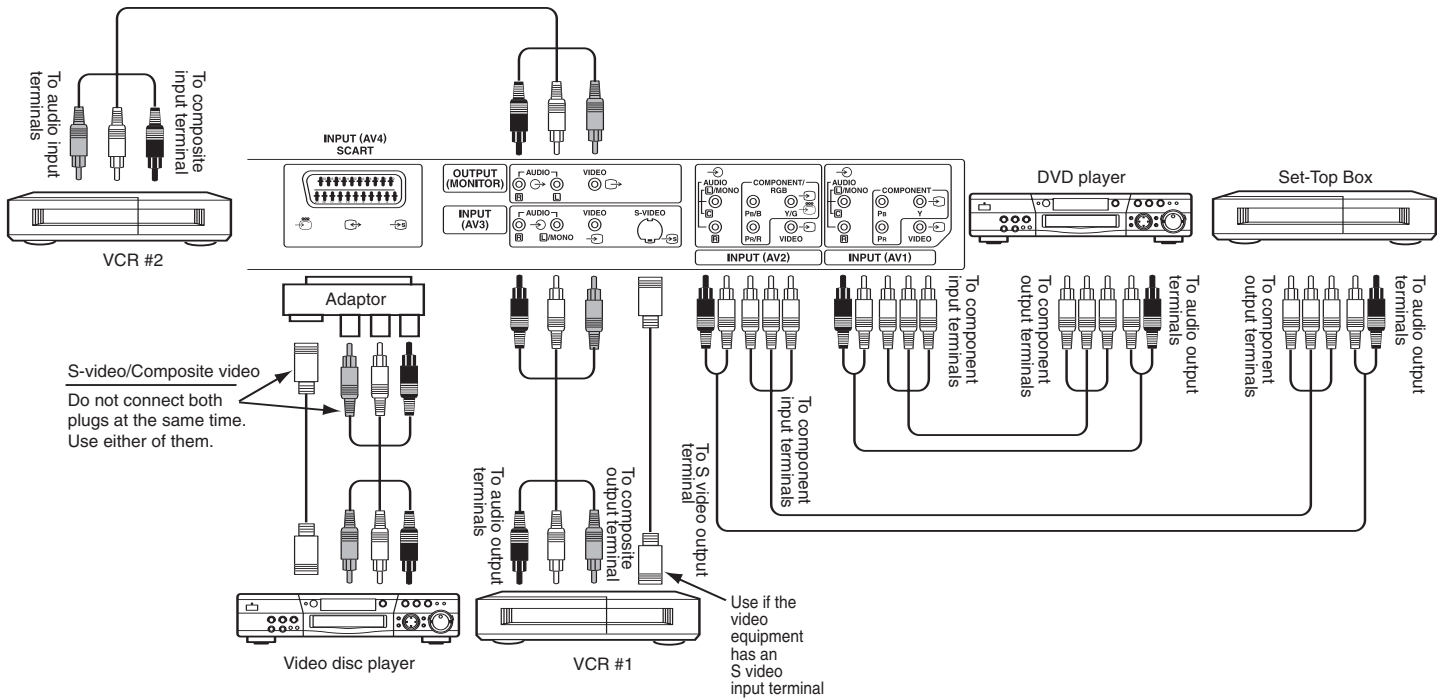 To audio input
terminals
To composite
input terminal
VCR #2
INPUT (AV4)
SCART
OUTPUT
(MONITOR)
AUDIO
R
L
VIDEO
INPUT
(AV3)
AUDIO
R
L/MONO
VIDEO
S-VIDEO
S
S
AUDIO
L/MONO
C
R
COMPONENT/
RGB
PB/B
Y/G
PR/R
VIDEO
INPUT (AV2)
AUDIO
L/MONO
C
R
COMPONENT
PB
Y
PR
VIDEO
INPUT (AV1)
DVD player
Set-Top Box
Adaptor
S-video/Composite video
Do not connect both
plugs at the same time.
Use either of them.
Video disc player
To audio output
terminals
To composite
output terminal
To S video output
terminal
VCR #1
Use if the
video
equipment
has an
S video
input terminal
To component
input terminals
To component
input terminals
To component
output terminals
To audio output
terminals
To component
output terminals
To audio output
terminals